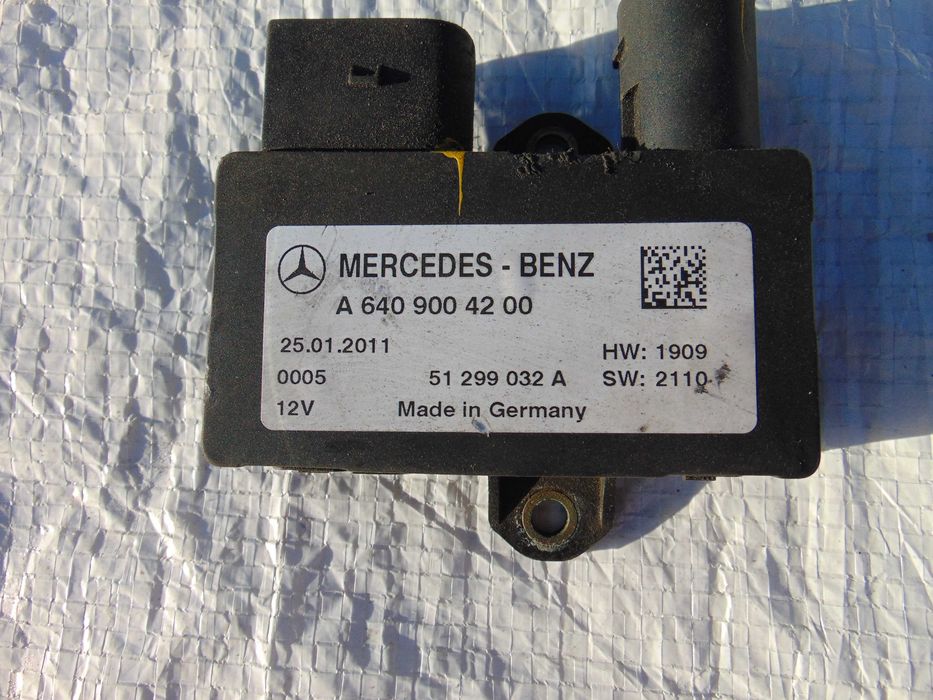 MERCEDES - BENZ
A 640 900 42 00
25.01.2011
HW: 1909
0005 51 299 032 A SW: 2110
12V Made in Germany